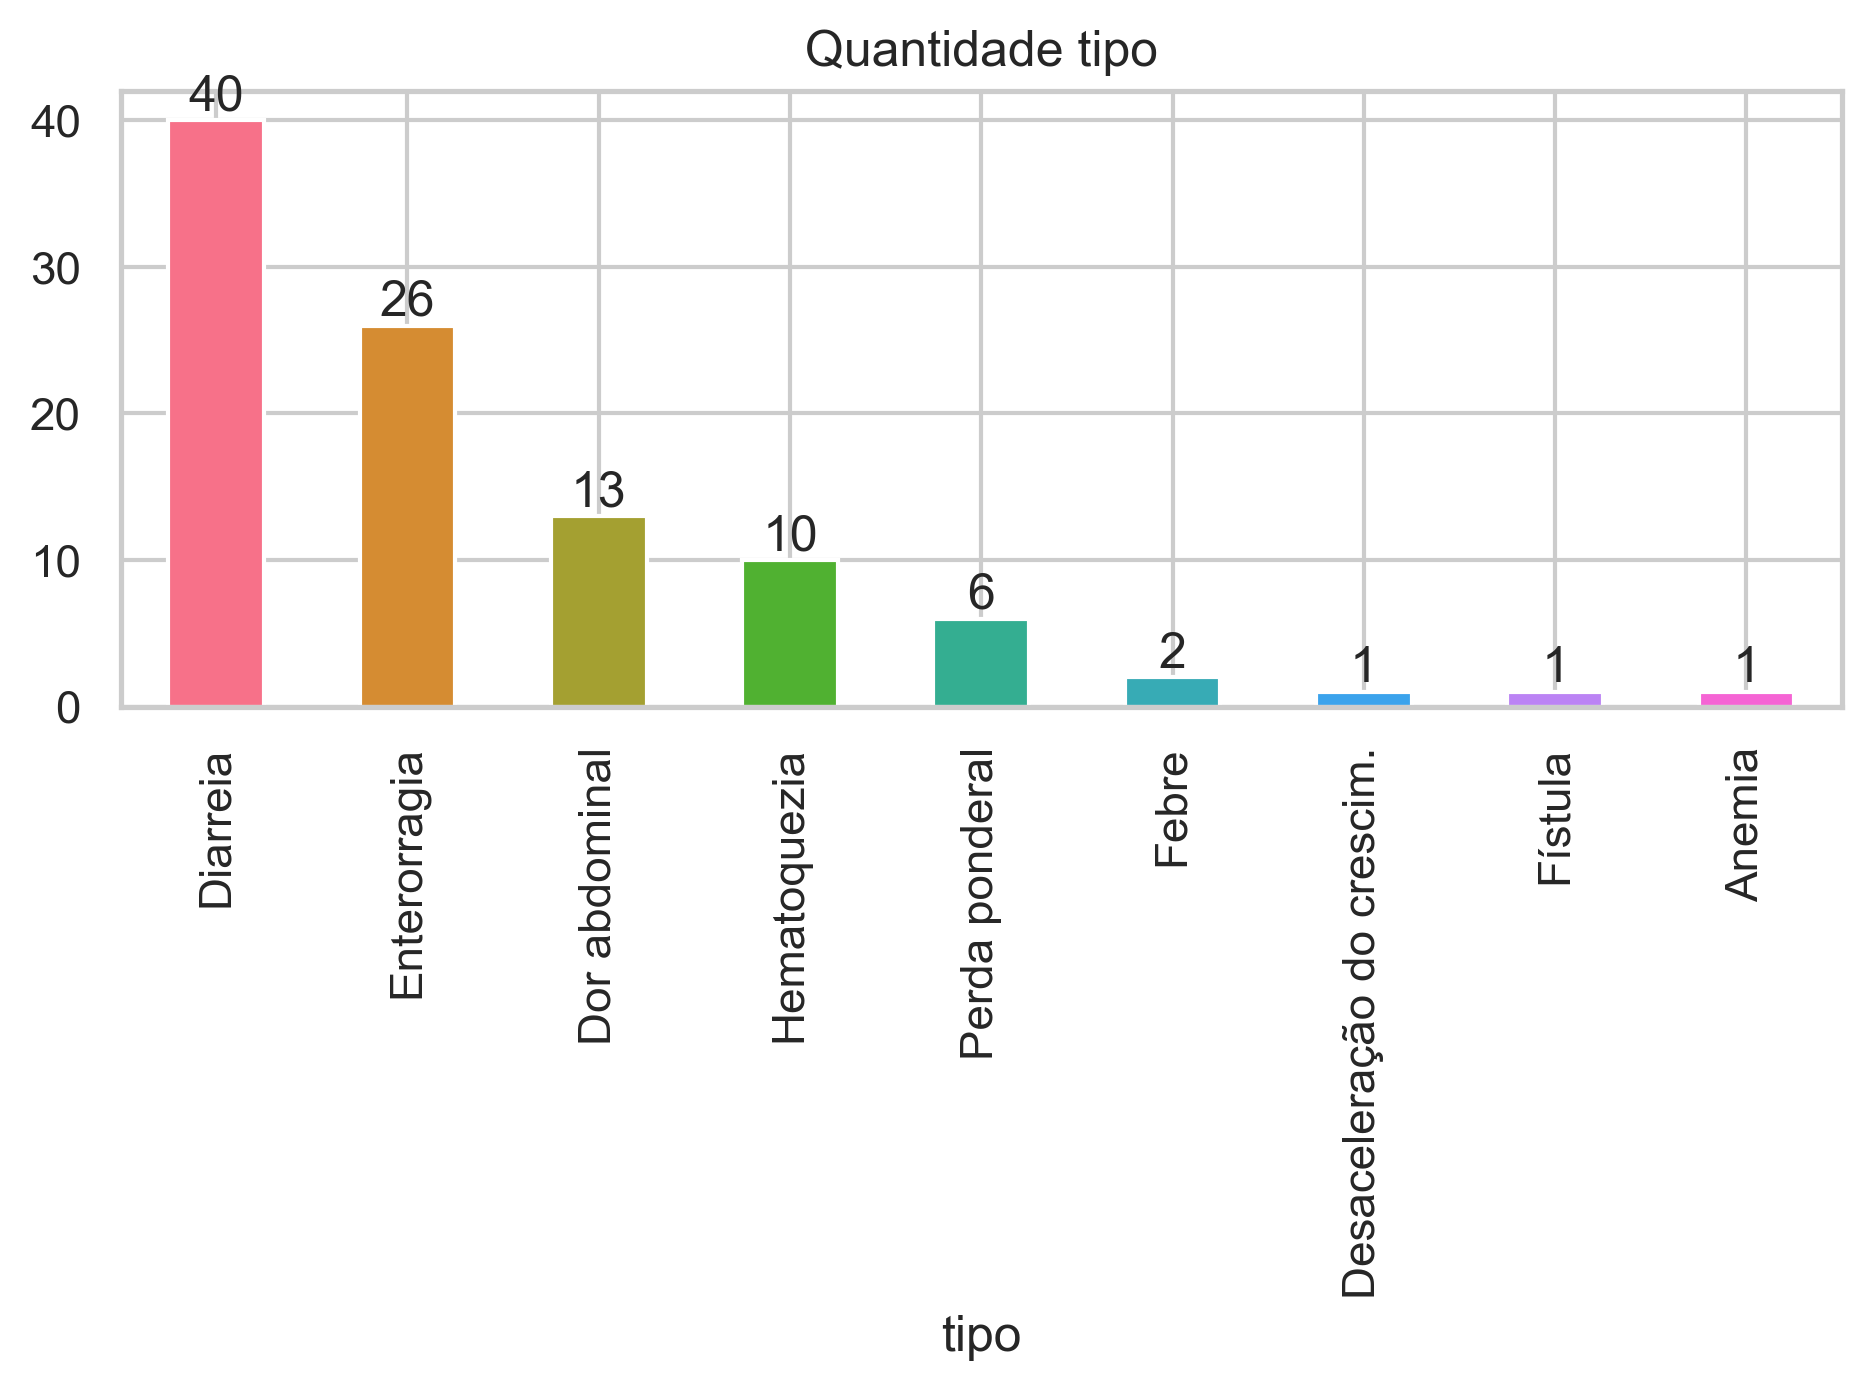 Quantidade tipo
40
30
20
10
0
40
26
13
10
6
2
1
1
1
Diarreia
Enterorragia
Dor abdominal
Hematoquezia
Perda ponderal
Febre
Desaceleração do crescim.
Fístula
Anemia
tipo